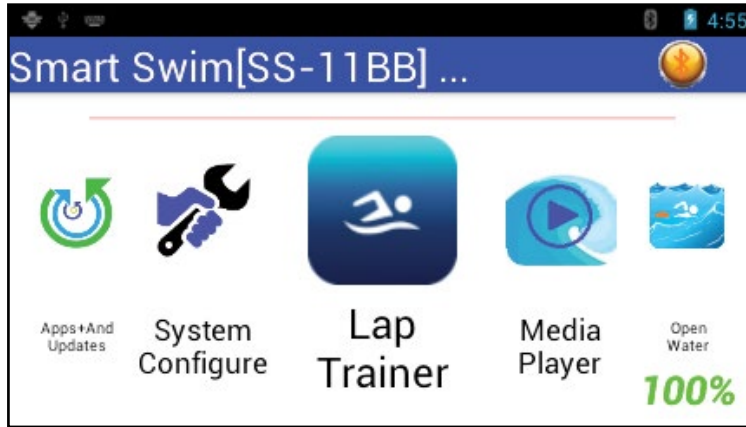 4:55
Smart Swim[SS-11BB] ...
Apps+And
Updates
System
Configure
Lap
Trainer
Media
Player
Open
Water
100%